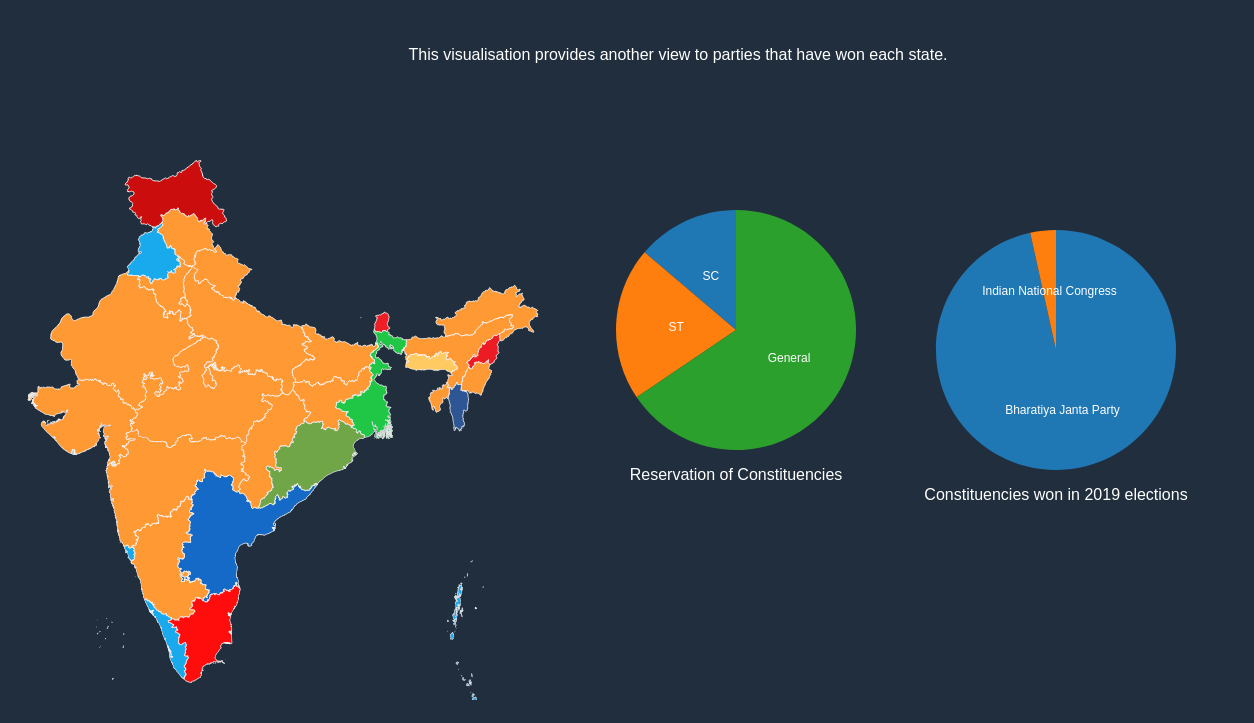 This visualisation provides another view to parties that have won each state.
SC
ST
General
Reservation of Constituencies
Indian National Congress
Bharatiya Janta Party
Constituencies won in 2019 elections